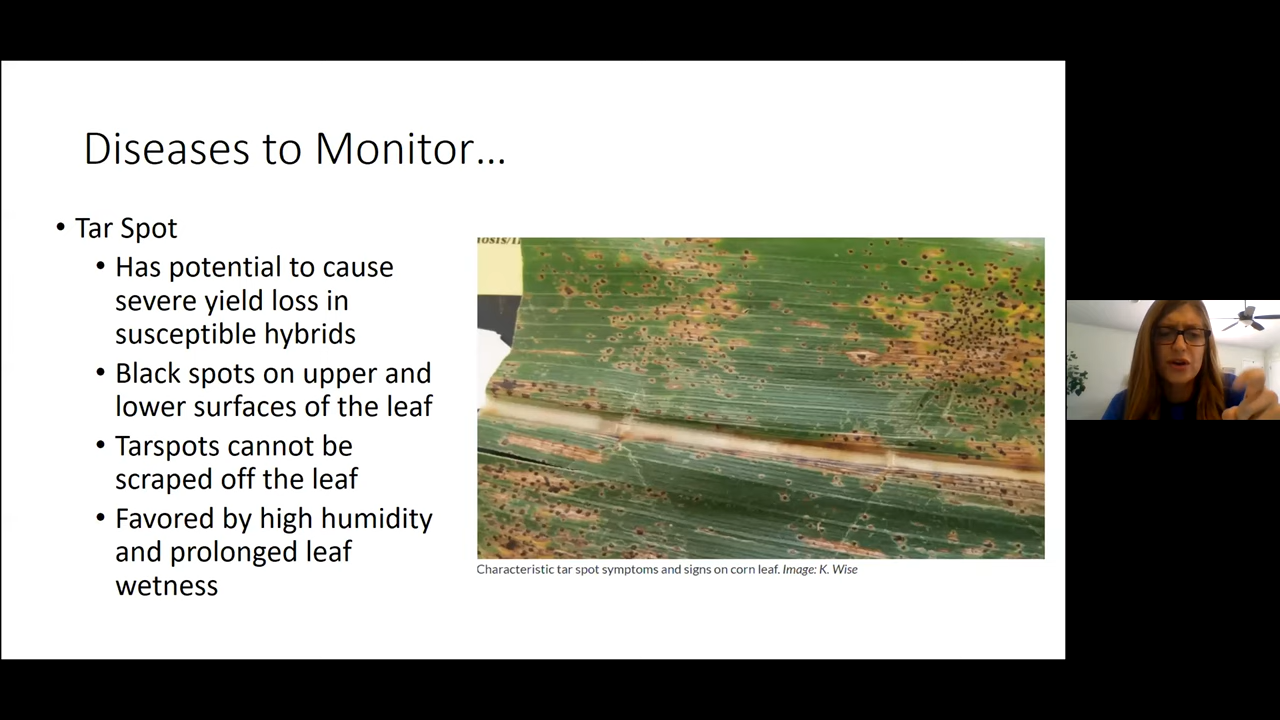 Diseases to Monitor...
• Tar Spot
• Has potential to cause
severe yield loss in
susceptible hybrids
• Black spots on upper and
lower surfaces of the leaf
• Tarspots cannot be
scraped off the leaf
• Favored by high humidity
and prolonged leaf
wetness
Characteristic tar spot symptoms and signs on corn leaf. Image: K. Wise